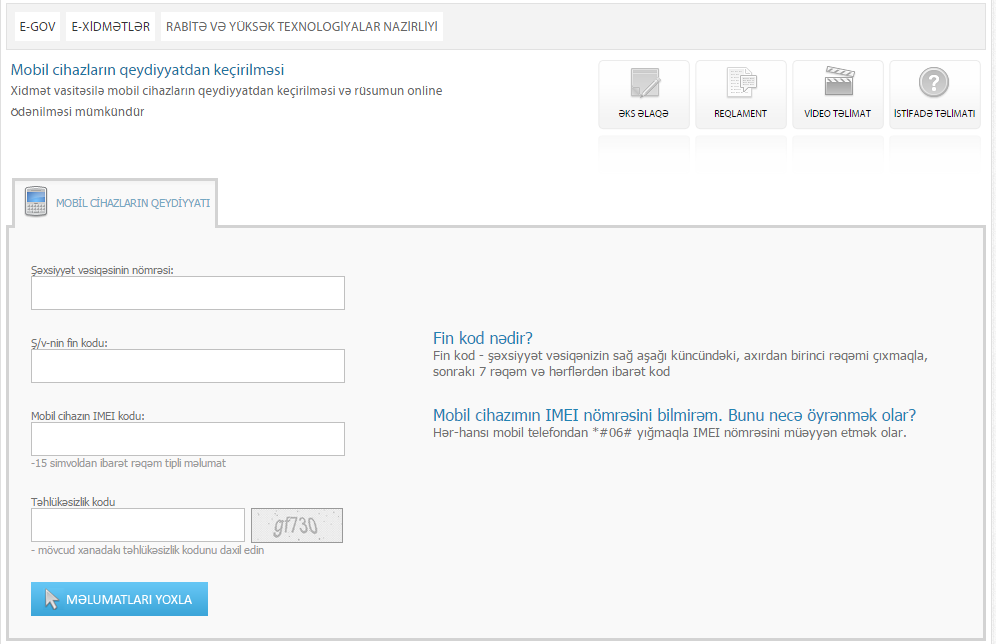 E-GOV
E-XİDMƏTLƏR
RABİTƏ VƏ YÜKSƏK TEXNOLOGİYALAR NAZİRLİYİ
Mobil cihazların qeydiyyatdan keçirilməsi
Xidmət vasitəsilə mobil cihazların qeydiyyatdan keçirilməsi və rüsumun online
ödənilməsi mümkündür
ƏKS ƏLAQƏ
REQLAMENT
VİDEO TƏLİMAT
İSTİFADƏ TƏLİMATI
MOBİL CİHAZLARIN QEYDİYYATI
Şəxsiyyət vəsiqəsinin nömrəsi:
Ş/v-nin fin kodu:
Fin kod nədir?
Fin kod - şəxsiyyət vəsiqənizin sağ aşağı küncündəki, axırdan birinci rəqəmi çıxmaqla,
sonrakı 7 rəqəm və hərflərdən ibarət kod
Mobil cihazın IMEI kodu:
-15 simvoldan ibarət rəqəm tipli məlumat
Mobil cihazımın IMEI nömrəsini bilmirəm. Bunu necə öyrənmək olar?
Hər-hansı mobil telefondan *#06# yığmaqla IMEI nömrəsini müəyyən etmək olar.
Təhlükəsizlik kodu
gf730
- mövcud xanadakı təhlükəsizlik kodunu daxil edin
MƏLUMATLARI YOXLA